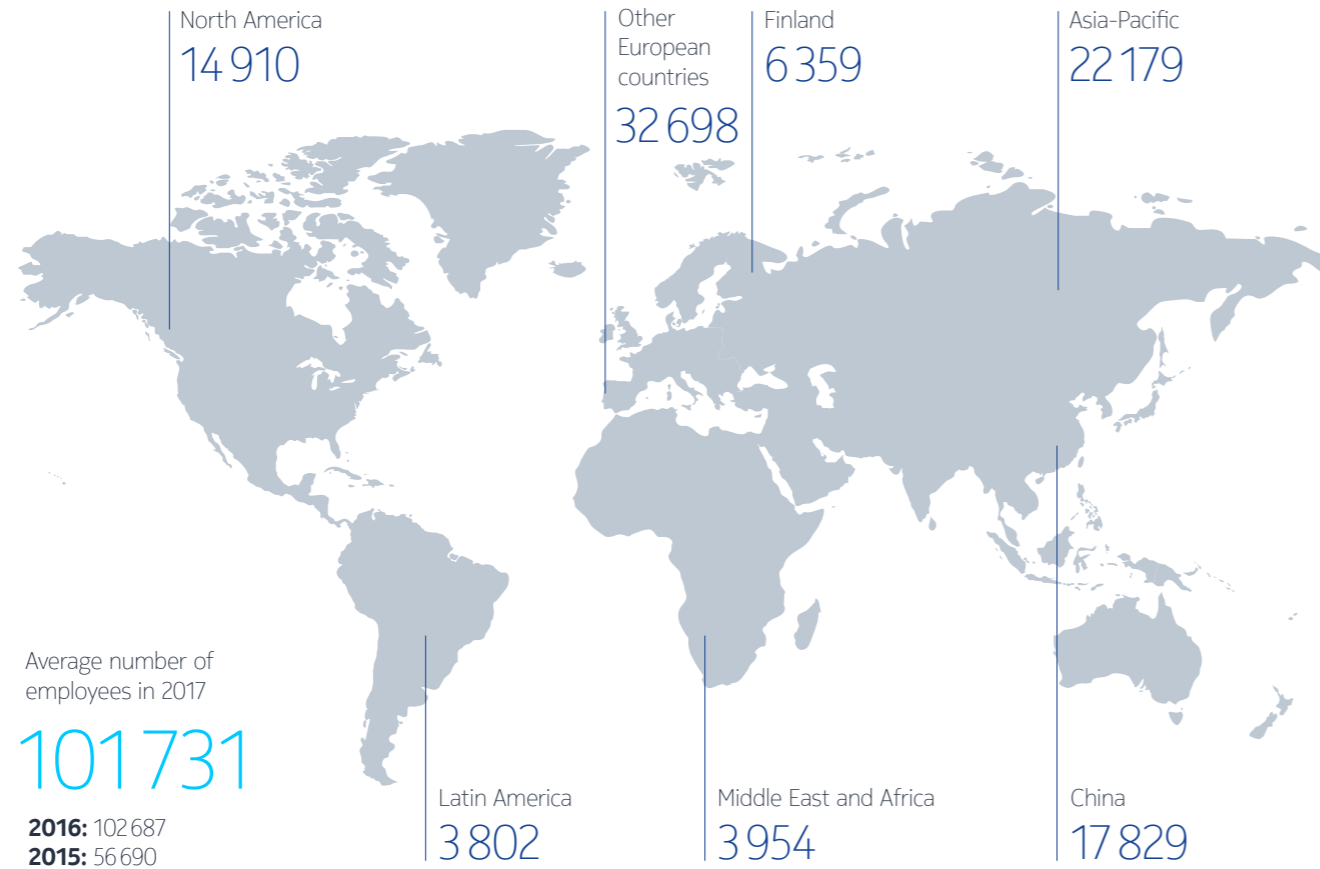 North America
14 910
Other
European
countries
32 698
Finland
6 359
Asia-Pacific
22 179
Average number of
employees in 2017
101 731
2016: 102 687
2015: 56 690
Latin America
3 802
Middle East and Africa
3 954
China
17 829